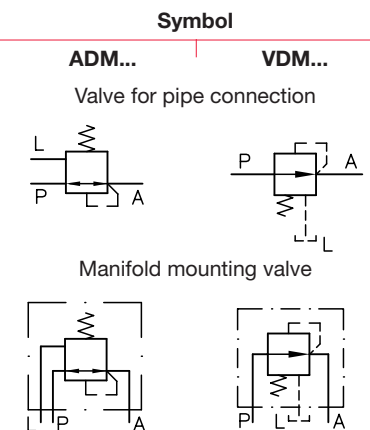 Symbol
ADM... VDM...
Valve for pipe connection
L
P A P A
L
Manifold mounting valve
L P A P L A